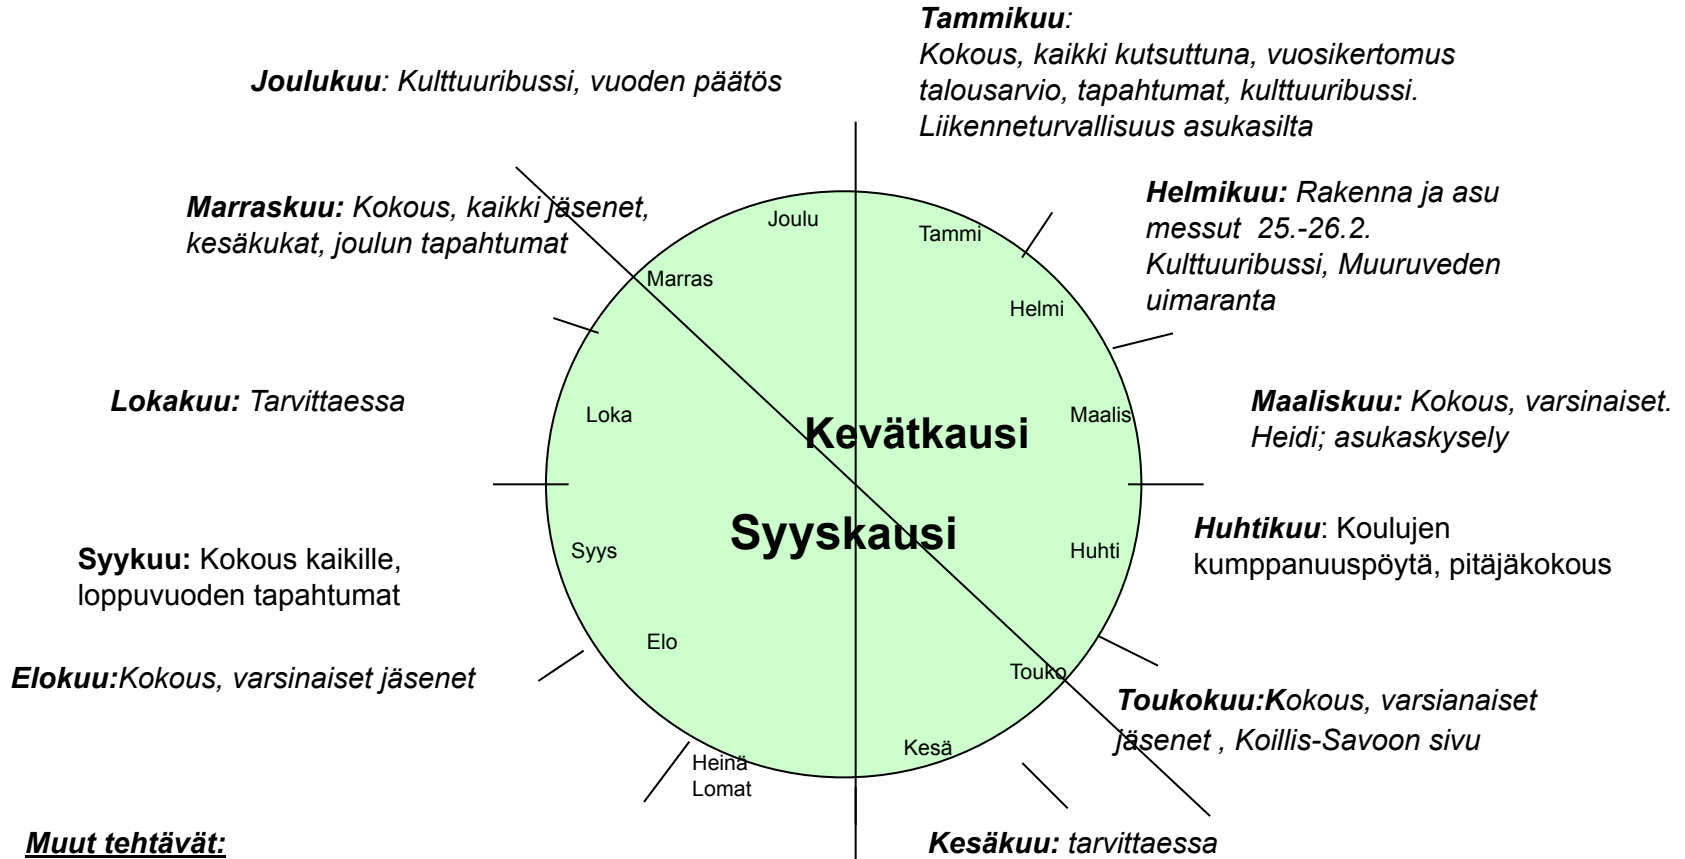 Tammikuu:
Kokous, kaikki kutsuttuna, vuosikertomus
talousarvio, tapahtumat, kulttuuribussi.
Liikenneturvallisuus asukasilta
Joulukuu: Kulttuuribussi, vuoden päätös
Helmikuu: Rakenna ja asu
messut 25.-26.2.
Kulttuuribussi, Muuruveden
uimaranta
Marraskuu: Kokous, kaikki jäsenet,
kesäkukat, joulun tapahtumat
Joulu
Tammi
Marras
Helmi
Lokakuu: Tarvittaessa
Loka
Kevätkausi
Maalis
Maaliskuu: Kokous, varsinaiset.
Heidi; asukaskysely
Syyskausi
Syykuu: Kokous kaikille,
loppuvuoden tapahtumat
Syys
Huhti
Huhtikuu: Koulujen
kumppanuuspöytä, pitäjäkokous
Elo
Elokuu:Kokous, varsinaiset jäsenet
Touko
Toukokuu:Kokous, varsianaiset
jäsenet , Koillis-Savoon sivu
Kesä
Heinä
Lomat
Muut tehtävät:
Kesäkuu: tarvittaessa